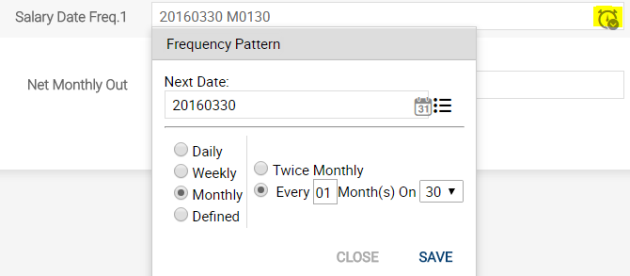 Salary Date Freq.1 20160330 M0130
Frequency Pattern
Net Monthly Out
Next Date:
20160330 31
Daily
Weekly
Monthly
Defined
Twice Monthly
Every 01 Month(s) On 30
CLOSE SAVE